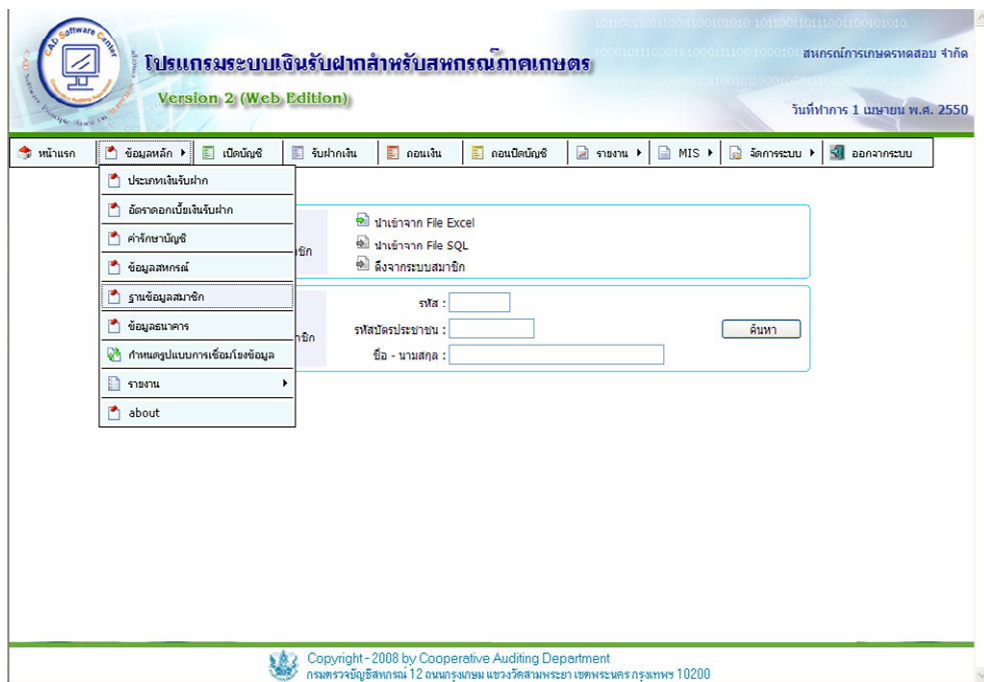 CAD Software Center
โปรแกรมระบบเงินรับฝากสำหรับสหกรณ์ภาคเกษตร
Version 2 (Web Edition)
สหกรณ์การเกษตรทดสอบ จำกัด
วันที่ทำการ 1 เมษายน พ.ศ. 2550
หน้าแรก ข้อมูลหลัก เปิดบัญชี รับฝากเงิน ถอนเงิน ถอนปิดบัญชี รายงาน MIS จัดการระบบ ออกจากระบบ
ประเภทเงินรับฝาก
อัตราดอกเบี้ยเงินรับฝาก
ค่ารักษาบัญชี
ข้อมูลสหกรณ์
ฐานข้อมูลสมาชิก
ข้อมูลธนาคาร
กำหนดรูปแบบการเชื่อมโยงข้อมูล
รายงาน
about
นำเข้าจาก File Excel
นำเข้าจาก File SQL
ดึงจากระบบสมาชิก
รหัส :
รหัสบัตรประชาชน :
ค้นหา
ชื่อ - นามสกุล :
Copyright - 2008 by Cooperative Auditing Department
กรมตรวจบัญชีสหกรณ์ 12 ถนนกรุงเกษม แขวงวัดสามพระยา เขตพระนคร กรุงเทพฯ 10200